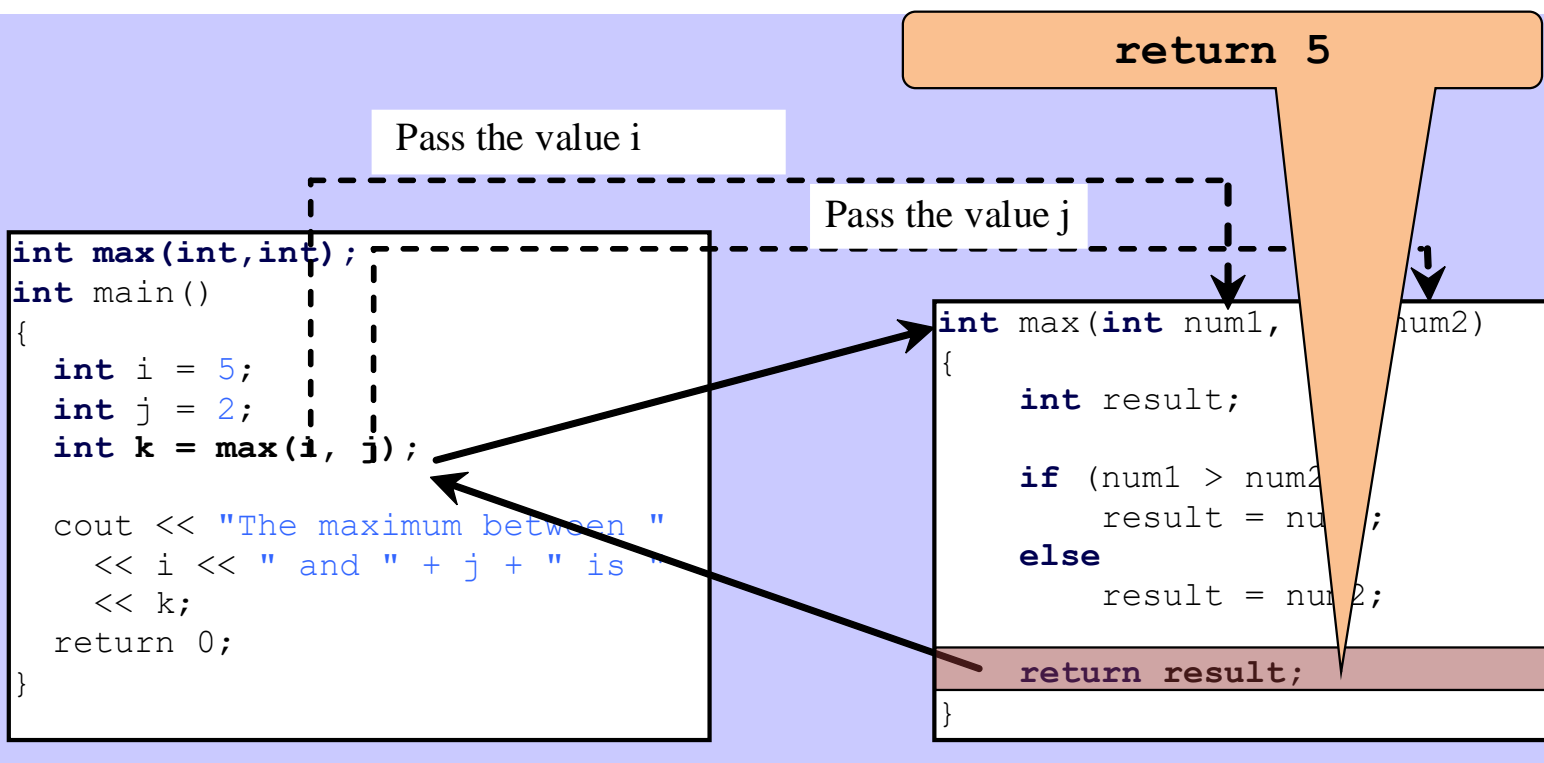 return 5
Pass the value i
Pass the value j
int max(int,int);
int main()
{
int i = 5;
int j = 2;
int k = max(i, j);
cout << "The maximum between "
<< i << " and " + j + " is "
<< k;
return 0;
}
int max(int num1, num2)
{
int result;
if (num1 > num2
result = nu ;
else
result = num2;
return result;
}